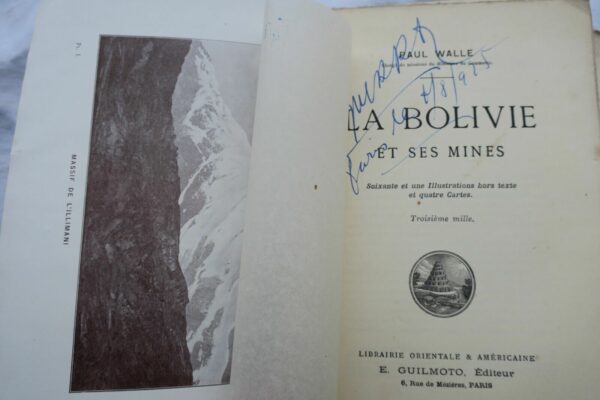 Pl. I.
MASSIF DE L'ILLIMANI
PAUL WALLE
LA BOLIVIE
ET SES MINES
Soixante et une Illustrations hors texte
et quatre Cartes.
Troisième mille.
LIBRAIRIE ORIENTALE & AMÉRICAINE
E. GUILMOTO, Éditeur
6, Rue de Mézières, PARIS